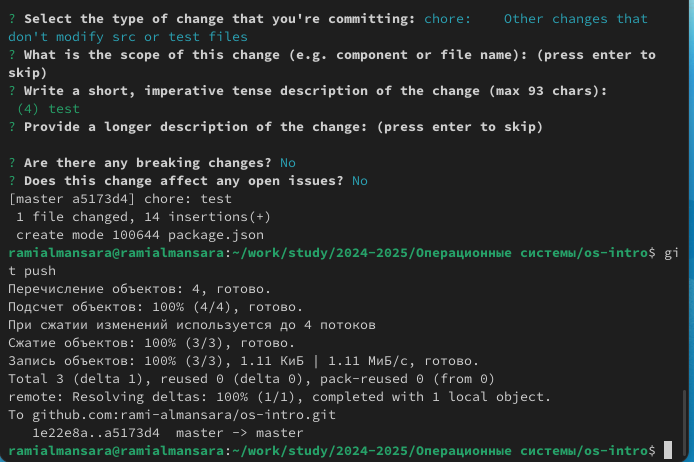 ? Select the type of change that you're committing: chore:    Other changes that
don't modify src or test files
? What is the scope of this change (e.g. component or file name): (press enter to
skip)
? Write a short, imperative tense description of the change (max 93 chars):
 (4) test
? Provide a longer description of the change: (press enter to skip)

? Are there any breaking changes? No
? Does this change affect any open issues? No
[master a5173d4] chore: test
 1 file changed, 14 insertions(+)
 create mode 100644 package.json
ramialmansara@ramialmansara:~/work/study/2024-2025/Операционные системы/os-intro$ gi
t push
Перечисление объектов: 4, готово.
Подсчет объектов: 100% (4/4), готово.
При сжатии изменений используется до 4 потоков
Сжатие объектов: 100% (3/3), готово.
Запись объектов: 100% (3/3), 1.11 КиБ | 1.11 МиБ/с, готово.
Total 3 (delta 1), reused 0 (delta 0), pack-reused 0 (from 0)
remote: Resolving deltas: 100% (1/1), completed with 1 local object.
To github.com:rami-almansara/os-intro.git
   1e22e8a..a5173d4  master -> master
ramialmansara@ramialmansara:~/work/study/2024-2025/Операционные системы/os-intro$